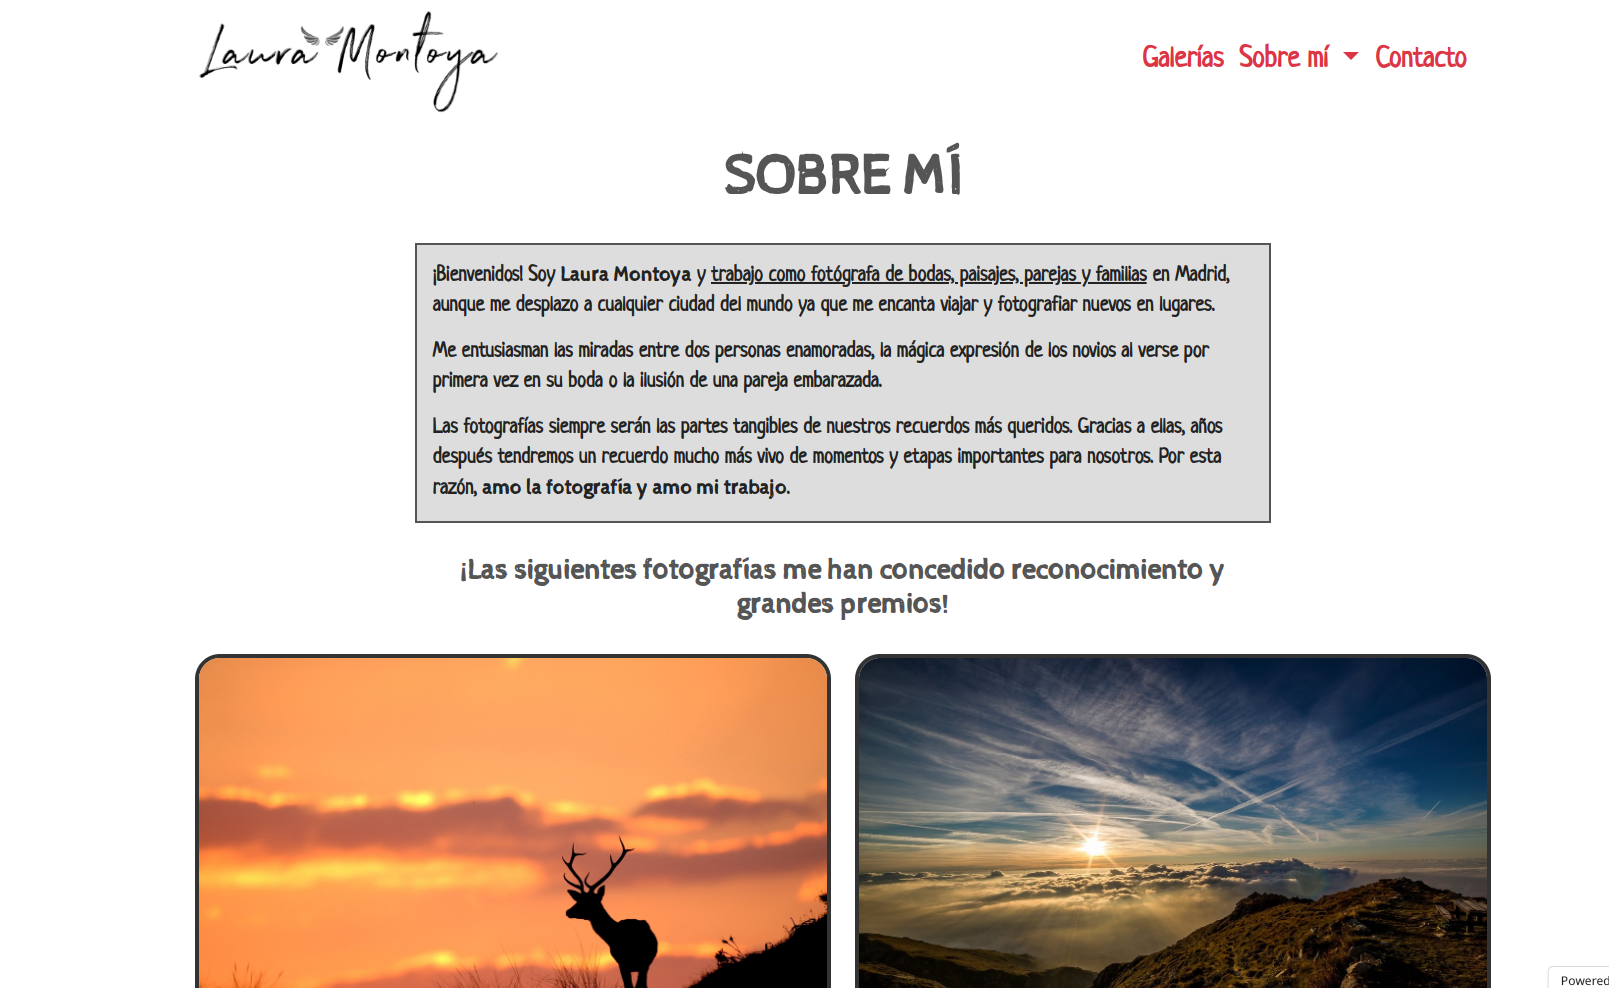 Laura Montoya
Galerías Sobre mí Contacto
SOBRE MÍ
¡Bienvenidos! Soy Laura Montoya y trabajo como fotógrafa de bodas, paisajes, parejas y familias en Madrid,
aunque me desplazo a cualquier ciudad del mundo ya que me encanta viajar y fotografiar nuevos en lugares.
Me entusiasman las miradas entre dos personas enamoradas, la mágica expresión de los novios al verse por
primera vez en su boda o la ilusión de una pareja embarazada.
Las fotografías siempre serán las partes tangibles de nuestros recuerdos más queridos. Gracias a ellas, años
después tendremos un recuerdo mucho más vivo de momentos y etapas importantes para nosotros. Por esta
razón, amo la fotografía y amo mi trabajo.
¡Las siguientes fotografías me han concedido reconocimiento y
grandes premios!
Powered